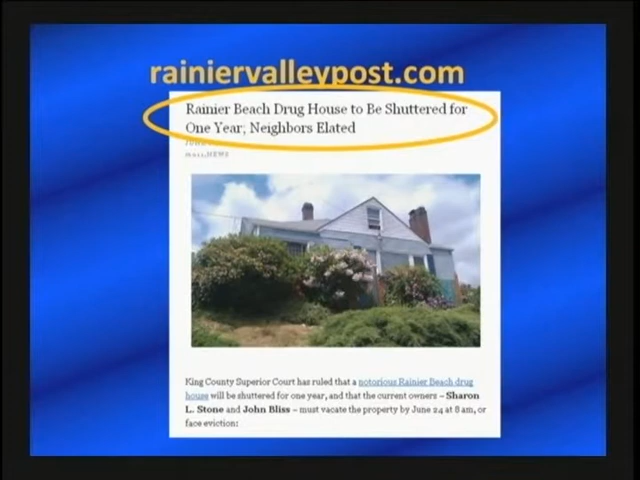 rainiervalleypost.com
Rainier Beach Drug House to Be Shuttered for
One Year; Neighbors Elated
King County Superior Court has ruled that a notorious Rainier Beach drug
house will be shuttered for one year, and that the current owners – Sharon
L. Stone and John Bliss – must vacate the property by June 24 at 8 am, or
face eviction: